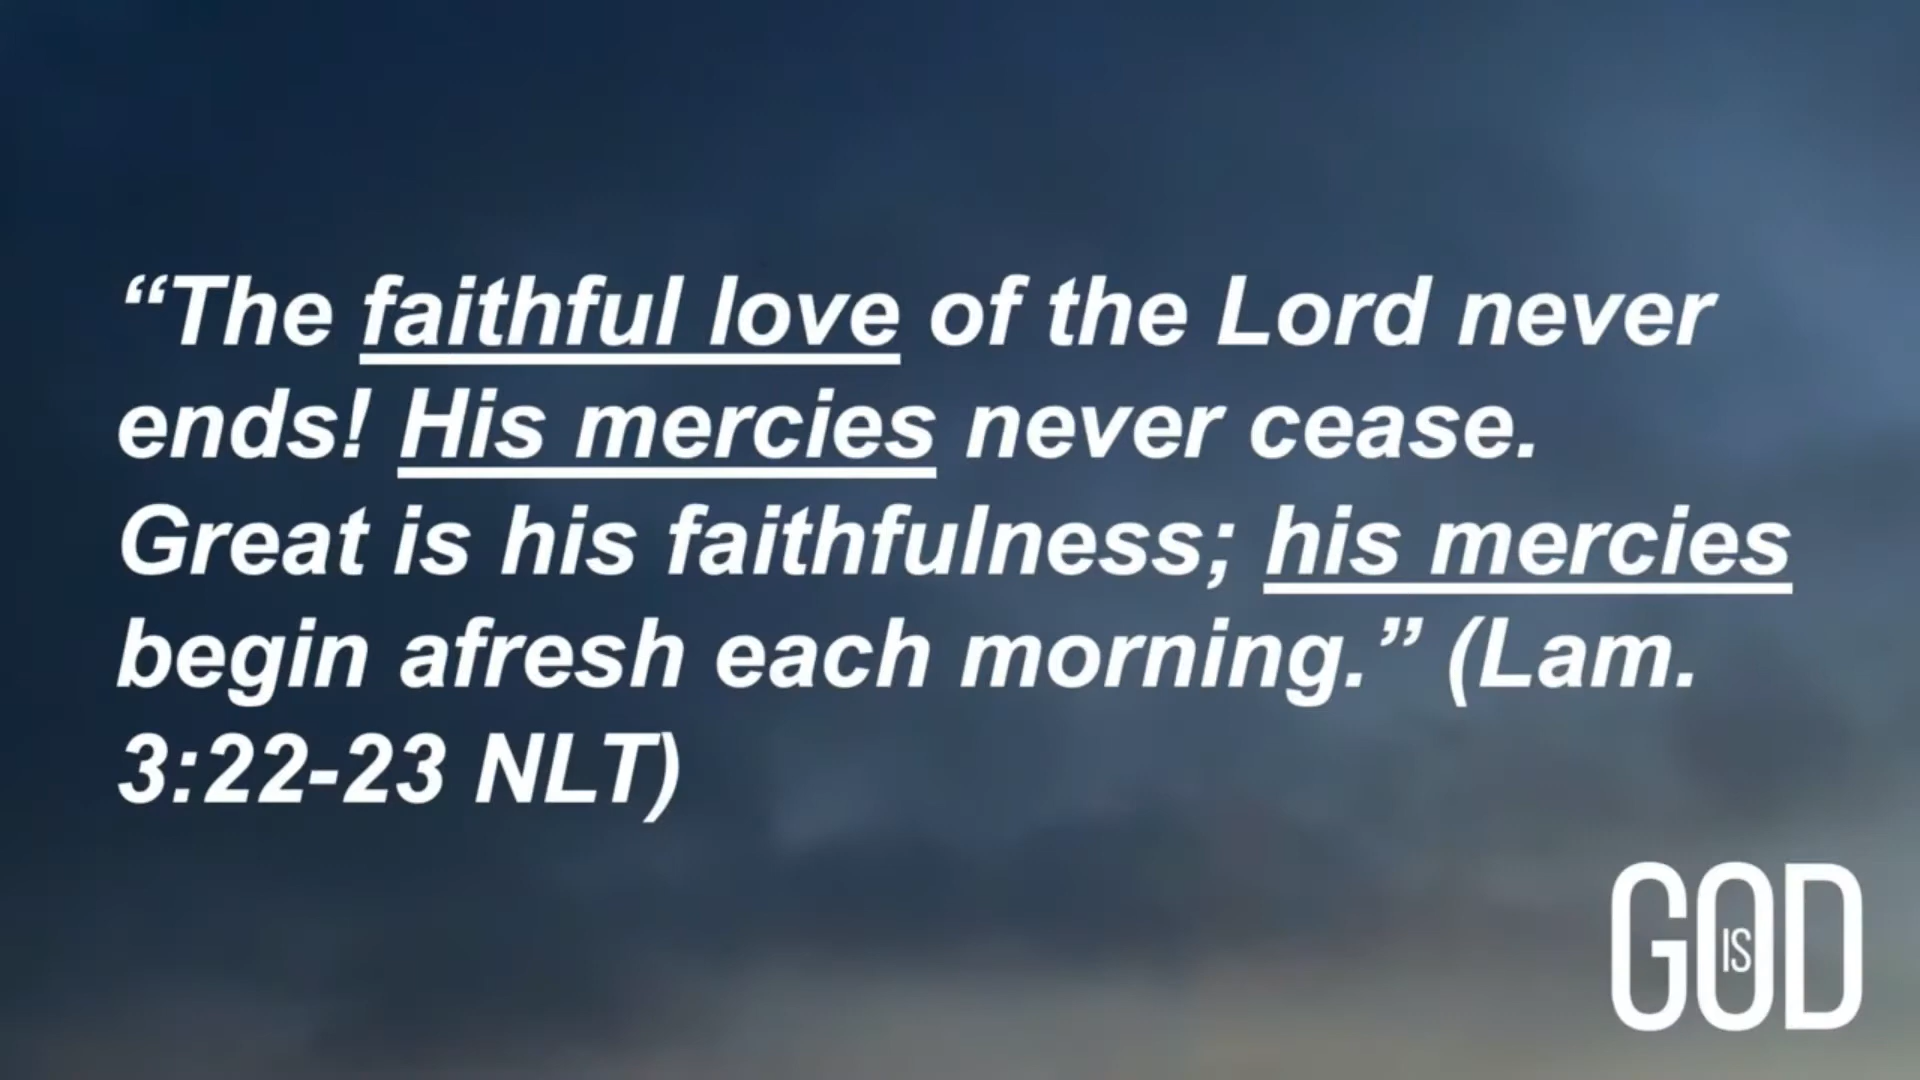 “The faithful love of the Lord never
ends! His mercies never cease.
Great is his faithfulness; his mercies
begin afresh each morning.” (Lam.
3:22-23 NLT)
GOD
IS